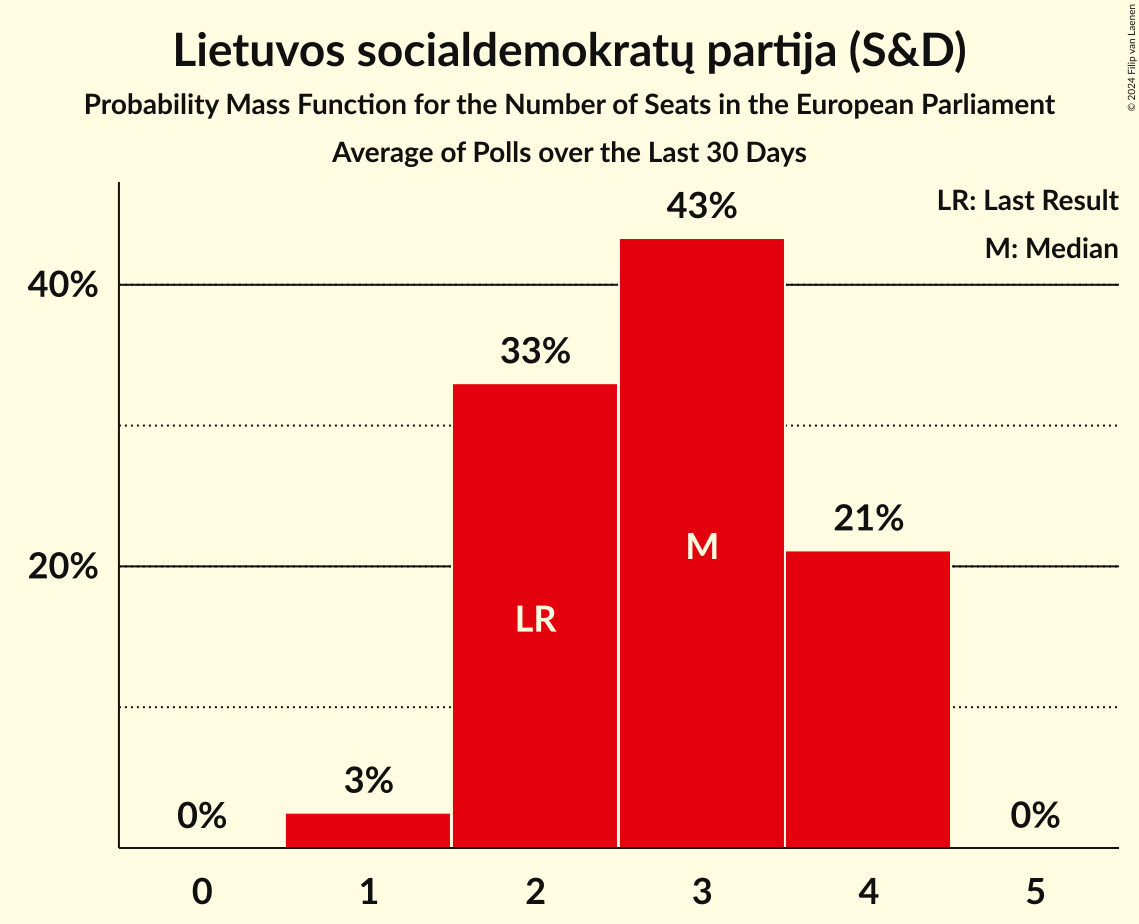 Lietuvos socialdemokratų partija (S&D)
Probability Mass Function for the Number of Seats in the European Parliament
Average of Polls over the Last 30 Days
© 2024 Filip van Laenen
LR: Last Result
M: Median
43%
40%
33%
21%
M
20%
LR
3%
0%
0%
0 1 2 3 4 5